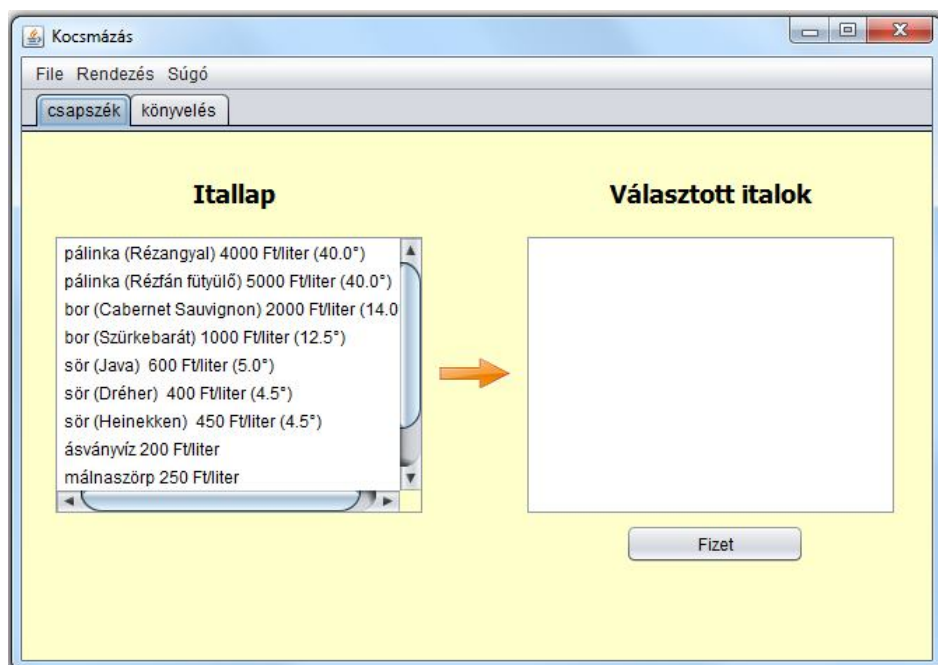 Kocsmázás
File Rendezés Súgó
csapszék könyvelés
Itallap
Választott italok
pálinka (Rézangyal) 4000 Ft/liter (40.0°)
pálinka (Rézfán fütyülő) 5000 Ft/liter (40.0°)
bor (Cabernet Sauvignon) 2000 Ft/liter (14.0
bor (Szürkebarát) 1000 Ft/liter (12.5°)
sör (Java)  600 Ft/liter (5.0°)
sör (Dréher)  400 Ft/liter (4.5°)
sör (Heinekken)  450 Ft/liter (4.5°)
ásványvíz 200 Ft/liter
málnaszörp 250 Ft/liter
Fizet